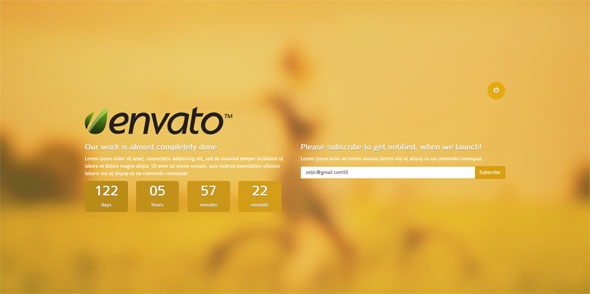 envato™
Our work is almost completely done
Lorem ipsum dolor sit amet, consectetur adipisicing elit, sed do eiusmod tempor incididunt ut
labore et dolore magna aliqua. Ut enim ad minim veniam, quis nostrud exercitation ullamco
laboris nisi ut aliquip ex ea commodo consequat.
122
05
57
22
days
hours
minutes
seconds
Please subscribe to get notified, when we launch!
Lorem ipsum enim ad minim veniam, ullamco laboris nisi ut aliquip ex ea commodo consequat.
@gmail.com55
Subscribe